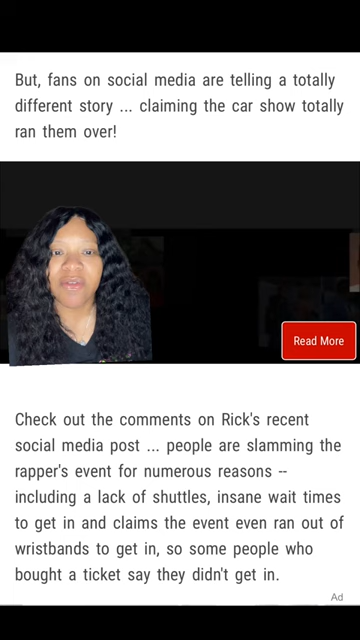 But, fans on social media are telling a totally
different story ... claiming the car show totally
ran them over!
Read More
Check out the comments on Rick's recent
social media post ... people are slamming the
rapper's event for numerous reasons --
including a lack of shuttles, insane wait times
to get in and claims the event even ran out of
wristbands to get in, so some people who
bought a ticket say they didn't get in.
Ad